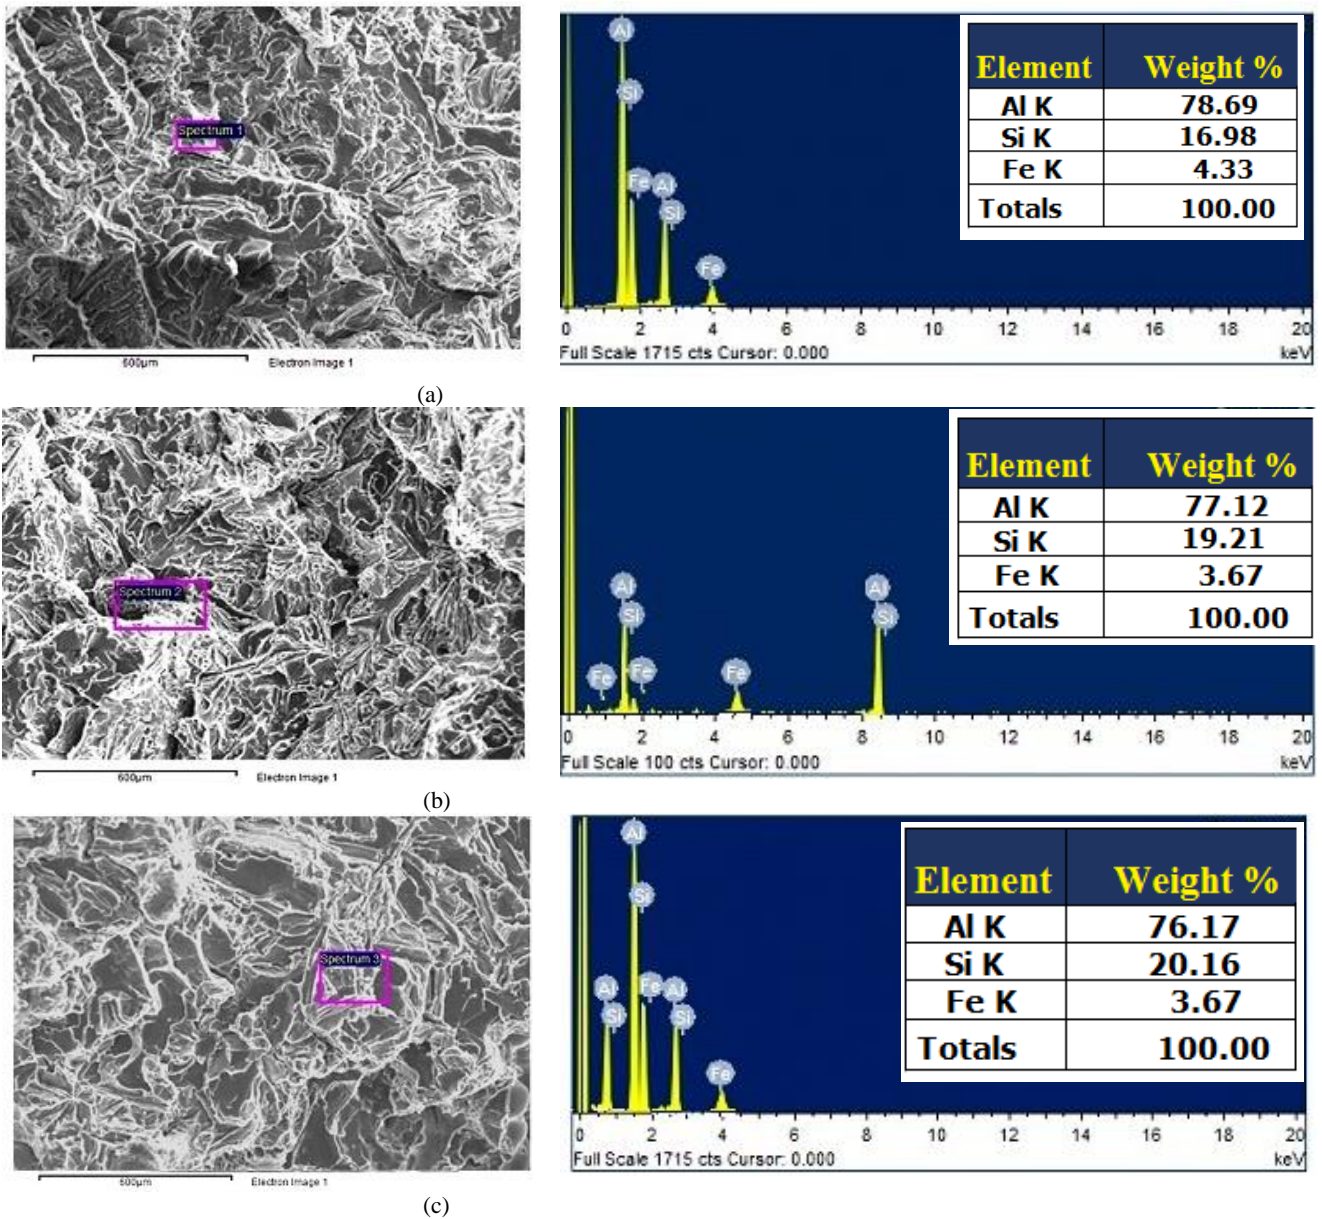 Spectrum 1
600µm Electron Image 1
Al
Si
Fe Al
Si
Fe
0 2 4 6 8 10 12 14 16 18 20
Full Scale 1715 cts Cursor: 0.000 keV
Element Weight %
Al K 78.69
Si K 16.98
Fe K 4.33
Totals 100.00
(a)
Spectrum 2
600µm Electron Image 1
Al Al
Si Si
Fe Fe Fe
0 2 4 6 8 10 12 14 16 18 20
Full Scale 100 cts Cursor: 0.000 keV
Element Weight %
Al K 77.12
Si K 19.21
Fe K 3.67
Totals 100.00
(b)
Spectrum 3
600µm Electron Image 1
Al
Si
Al Fe Al
Si Si
Fe
0 2 4 6 8 10 12 14 16 18 20
Full Scale 1715 cts Cursor: 0.000 keV
Element Weight %
Al K 76.17
Si K 20.16
Fe K 3.67
Totals 100.00
(c)